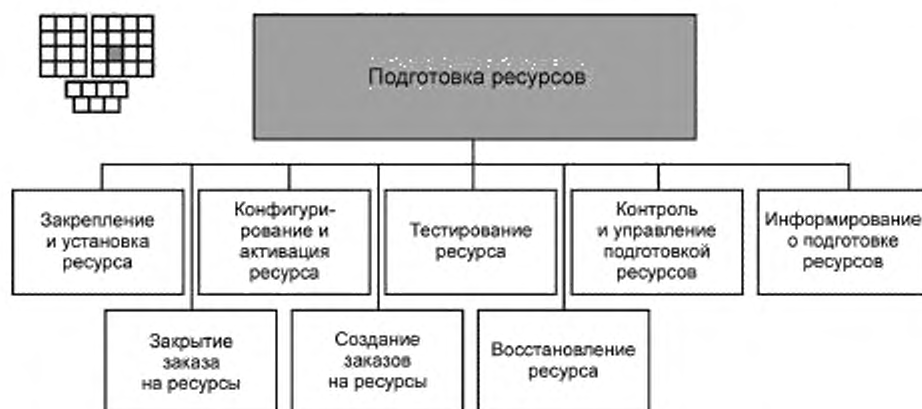 Подготовка ресурсов
Закрепление
и установка
ресурса
Конфигури-
рование и
активация
ресурса
Тестирование
ресурса
Контроль
и управление
подготовкой
ресурсов
Информирование
о подготовке
ресурсов
Закрытие
заказа
на ресурсы
Создание
заказов
на ресурсы
Восстановление
ресурса